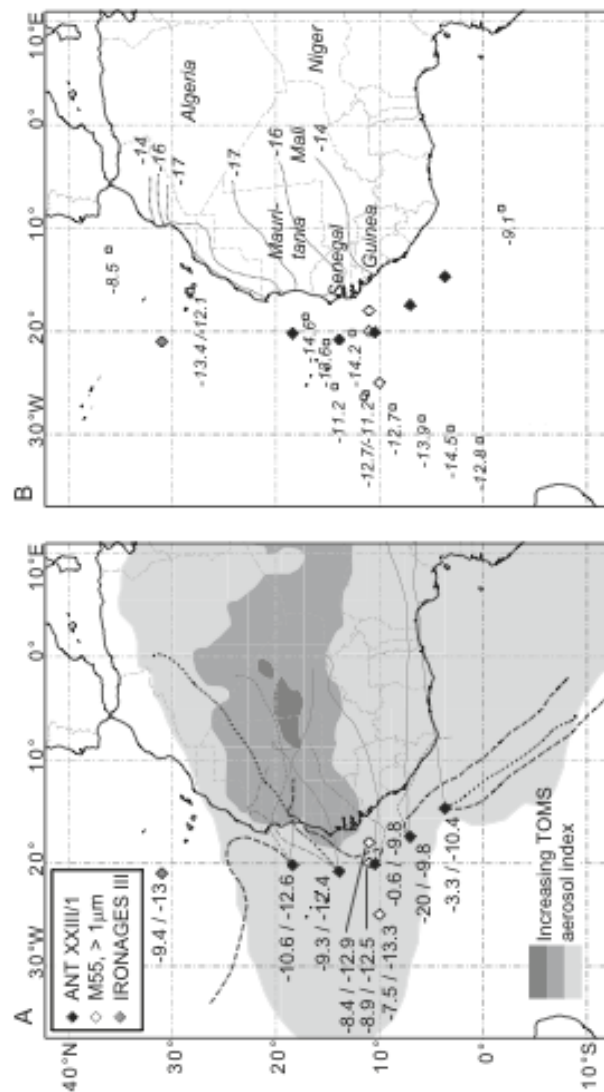 A
ANT XXIII/1
M55, > 1μm
IRONAGES III
-9.4 / -13
-10.6 / -12.6
-9.3 / -12.4
-8.4 / -12.9
-8.9 / -12.5
-7.5 / -13.3
-0.6 / -9.8
-20 / -9.8
-3.3 / -10.4
Increasing TOMS
aerosol index
40°N
30°
20°
10°
0°
10°S
30°W
20°
10°
0°
10°E
B
-8.5
-13.4 /-12.1
-14.6
-14.2
-11.2
-12.7/-11.2
-12.7
-13.9
-14.5
-12.8
-9.1
-14
-16
-17
-17
-16
-14
Algeria
Niger
Mali
Mauri-
tania
Senegal
Guinea
30°W
20°
10°
0°
10°E